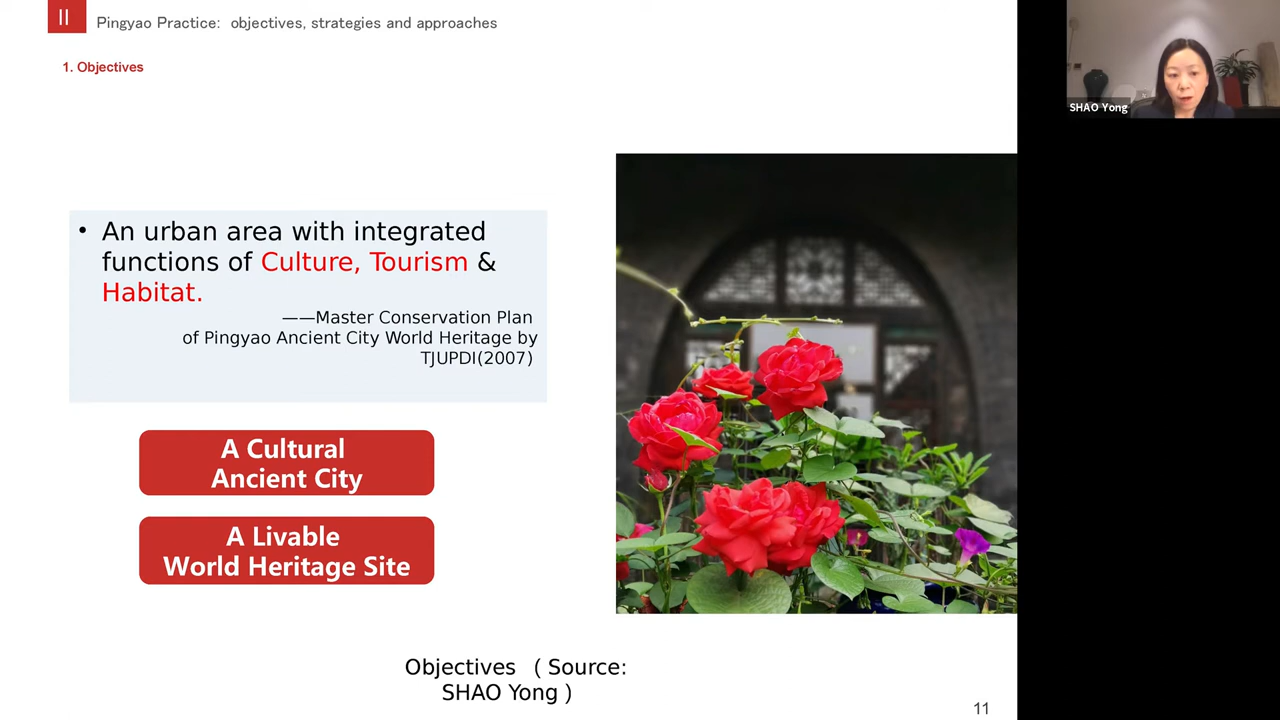 II
Pingyao Practice: objectives, strategies and approaches
1. Objectives
• An urban area with integrated
functions of Culture, Tourism &
Habitat.
——Master Conservation Plan
of Pingyao Ancient City World Heritage by
TJUPDI(2007)
A Cultural
Ancient City
A Livable
World Heritage Site
Objectives ( Source:
SHAO Yong )
11
SHAO Yong